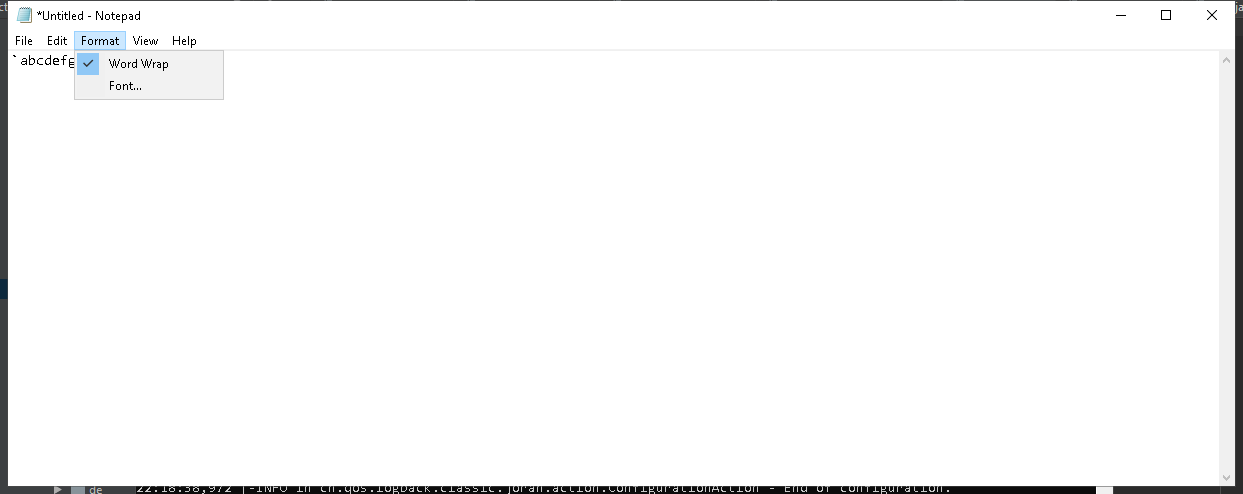 *Untitled - Notepad
File Edit Format View Help
`abcdefg
Word Wrap
Font...
de
22:18:38,972 |-INFO in ch.qos.logback.classic.joran.action.ConfigurationAction - End of configuration.